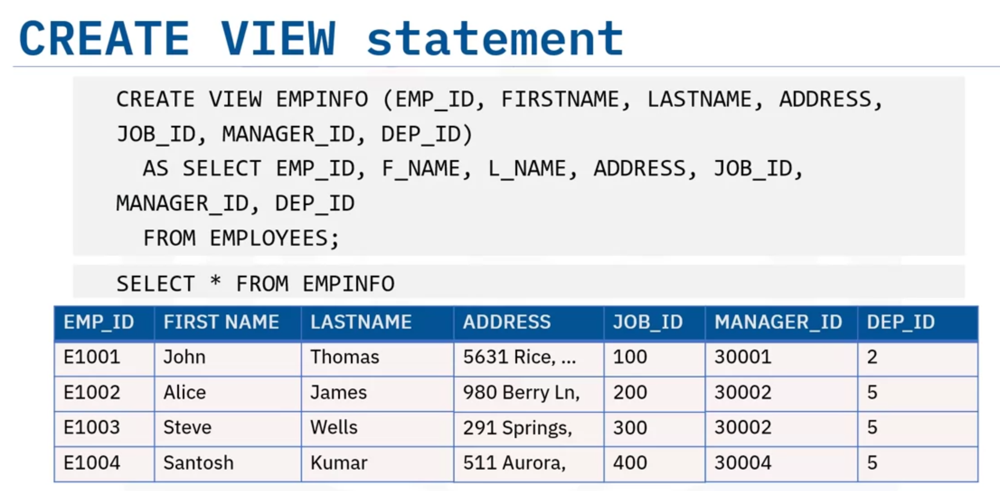 CREATE VIEW statement
CREATE VIEW EMPINFO (EMP_ID, FIRSTNAME, LASTNAME, ADDRESS,
JOB_ID, MANAGER_ID, DEP_ID)
AS SELECT EMP_ID, F_NAME, L_NAME, ADDRESS, JOB_ID,
MANAGER_ID, DEP_ID
FROM EMPLOYEES;
SELECT * FROM EMPINFO
EMP_ID FIRST NAME LASTNAME ADDRESS JOB_ID MANAGER_ID DEP_ID
E1001 John Thomas 5631 Rice, ... 100 30001 2
E1002 Alice James 980 Berry Ln, 200 30002 5
E1003 Steve Wells 291 Springs, 300 30002 5
E1004 Santosh Kumar 511 Aurora, 400 30004 5